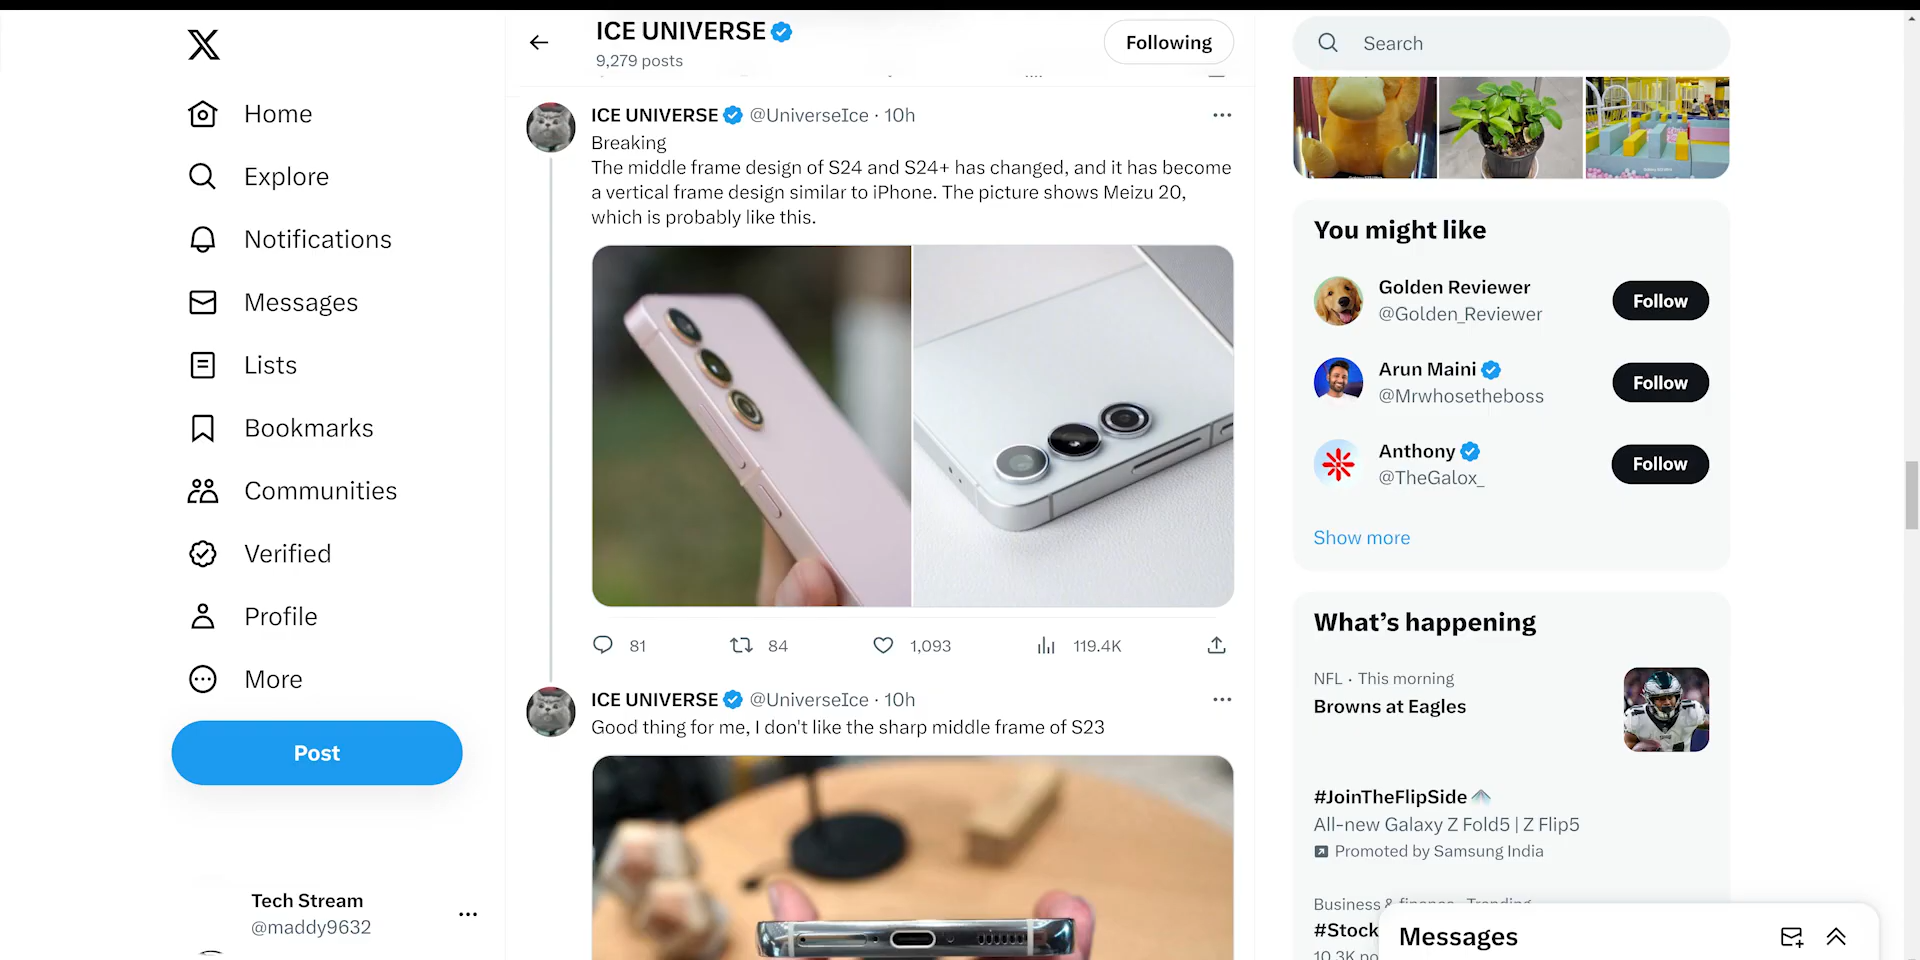 Home
Explore
Notifications
Messages
Lists
Bookmarks
Communities
Verified
Profile
More
Post
Tech Stream
@maddy9632
ICE UNIVERSE
9,279 posts
Following
ICE UNIVERSE @UniverseIce · 10h
Breaking
The middle frame design of S24 and S24+ has changed, and it has become
a vertical frame design similar to iPhone. The picture shows Meizu 20,
which is probably like this.
81 84 1,093 119.4K
ICE UNIVERSE @UniverseIce · 10h
Good thing for me, I don't like the sharp middle frame of S23
Search
You might like
Golden Reviewer
@Golden_Reviewer
Follow
Arun Maini
@Mrwhosetheboss
Follow
Anthony
@TheGalox_
Follow
Show more
What's happening
NFL · This morning
Browns at Eagles
#JoinTheFlipSide
All-new Galaxy Z Fold5 | Z Flip5
Promoted by Samsung India
Business & finance · Trending
#Stock
10.3K po
Messages